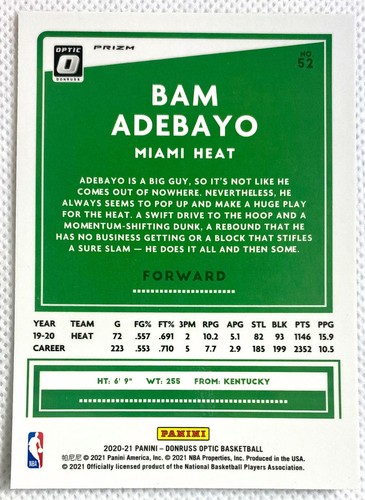 OPTIC
DONRUSS
PRIZM
NO
52
BAM
ADEBAYO
MIAMI HEAT
ADEBAYO IS A BIG GUY, SO IT'S NOT LIKE HE
COMES OUT OF NOWHERE. NEVERTHELESS, HE
ALWAYS SEEMS TO POP UP AND MAKE A HUGE PLAY
FOR THE HEAT. A SWIFT DRIVE TO THE HOOP AND A
MOMENTUM-SHIFTING DUNK, A REBOUND THAT HE
HAS NO BUSINESS GETTING OR A BLOCK THAT STIFLES
A SURE SLAM — HE DOES IT ALL AND THEN SOME.
FORWARD
YEAR TEAM G FG% FT% 3PM RPG APG STL BLK PTS PPG
19-20 HEAT 72 .557 .691 2 10.2 5.1 82 93 1146 15.9
CAREER 223 .553 .710 5 7.7 2.9 185 199 2352 10.5
HT: 6' 9" WT: 255 FROM: KENTUCKY
PANINI
2020-21 PANINI – DONRUSS OPTIC BASKETBALL
帕尼尼 © 2021 Panini America, Inc. © 2021 NBA Properties, Inc. Produced in the USA.
© 2021 Officially licensed product of the National Basketball Players Association.
NBA